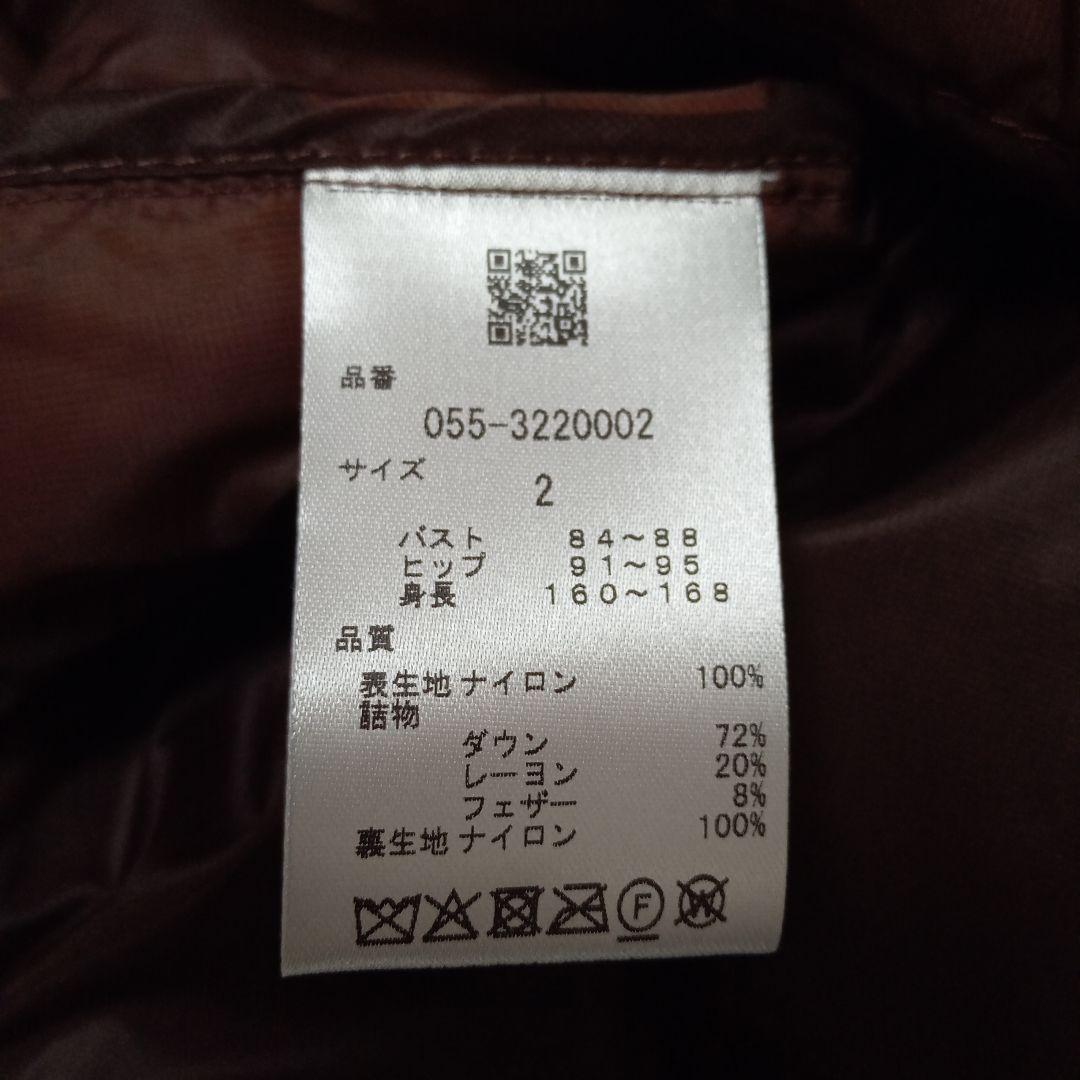 品番
055-3220002
サイズ
2
バスト 84～88
ヒップ 91～95
身長 160～168
品質
表生地 ナイロン 100%
詰物
ダウン 72%
レーヨン 20%
フェザー 8%
裏生地 ナイロン 100%
F W